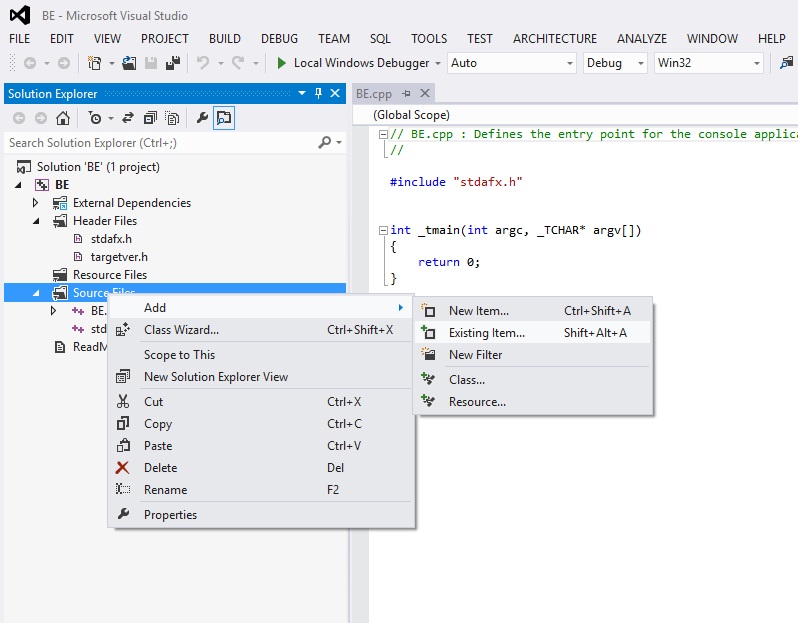 BE - Microsoft Visual Studio
FILE EDIT VIEW PROJECT BUILD DEBUG TEAM SQL TOOLS TEST ARCHITECTURE ANALYZE WINDOW HELP
Local Windows Debugger Auto Debug Win32
Solution Explorer
Search Solution Explorer (Ctrl+;)
Solution 'BE' (1 project)
BE
External Dependencies
Header Files
stdafx.h
targetver.h
Resource Files
Source Files
BE.
std
ReadM
Add
Class Wizard... Ctrl+Shift+X
Scope to This
New Solution Explorer View
Cut Ctrl+X
Copy Ctrl+C
Paste Ctrl+V
Delete Del
Rename F2
Properties
New Item... Ctrl+Shift+A
Existing Item... Shift+Alt+A
New Filter
Class...
Resource...
BE.cpp
(Global Scope)
// BE.cpp : Defines the entry point for the console applica
//
#include "stdafx.h"
int _tmain(int argc, _TCHAR* argv[])
{
return 0;
}